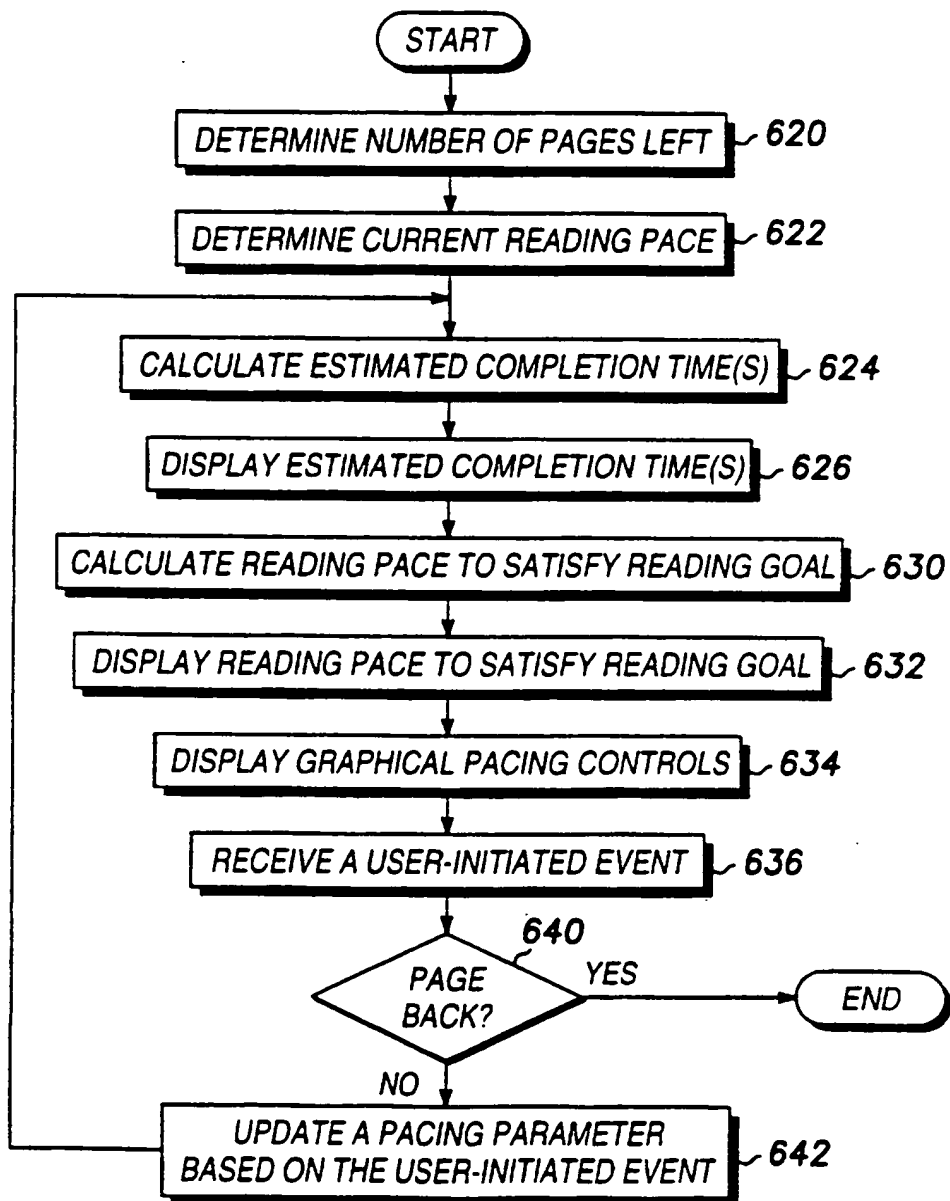 START
DETERMINE NUMBER OF PAGES LEFT 620
DETERMINE CURRENT READING PACE 622
CALCULATE ESTIMATED COMPLETION TIME(S) 624
DISPLAY ESTIMATED COMPLETION TIME(S) 626
CALCULATE READING PACE TO SATISFY READING GOAL 630
DISPLAY READING PACE TO SATISFY READING GOAL 632
DISPLAY GRAPHICAL PACING CONTROLS 634
RECEIVE A USER-INITIATED EVENT 636
640
PAGE
BACK?
YES
END
NO
UPDATE A PACING PARAMETER
BASED ON THE USER-INITIATED EVENT 642